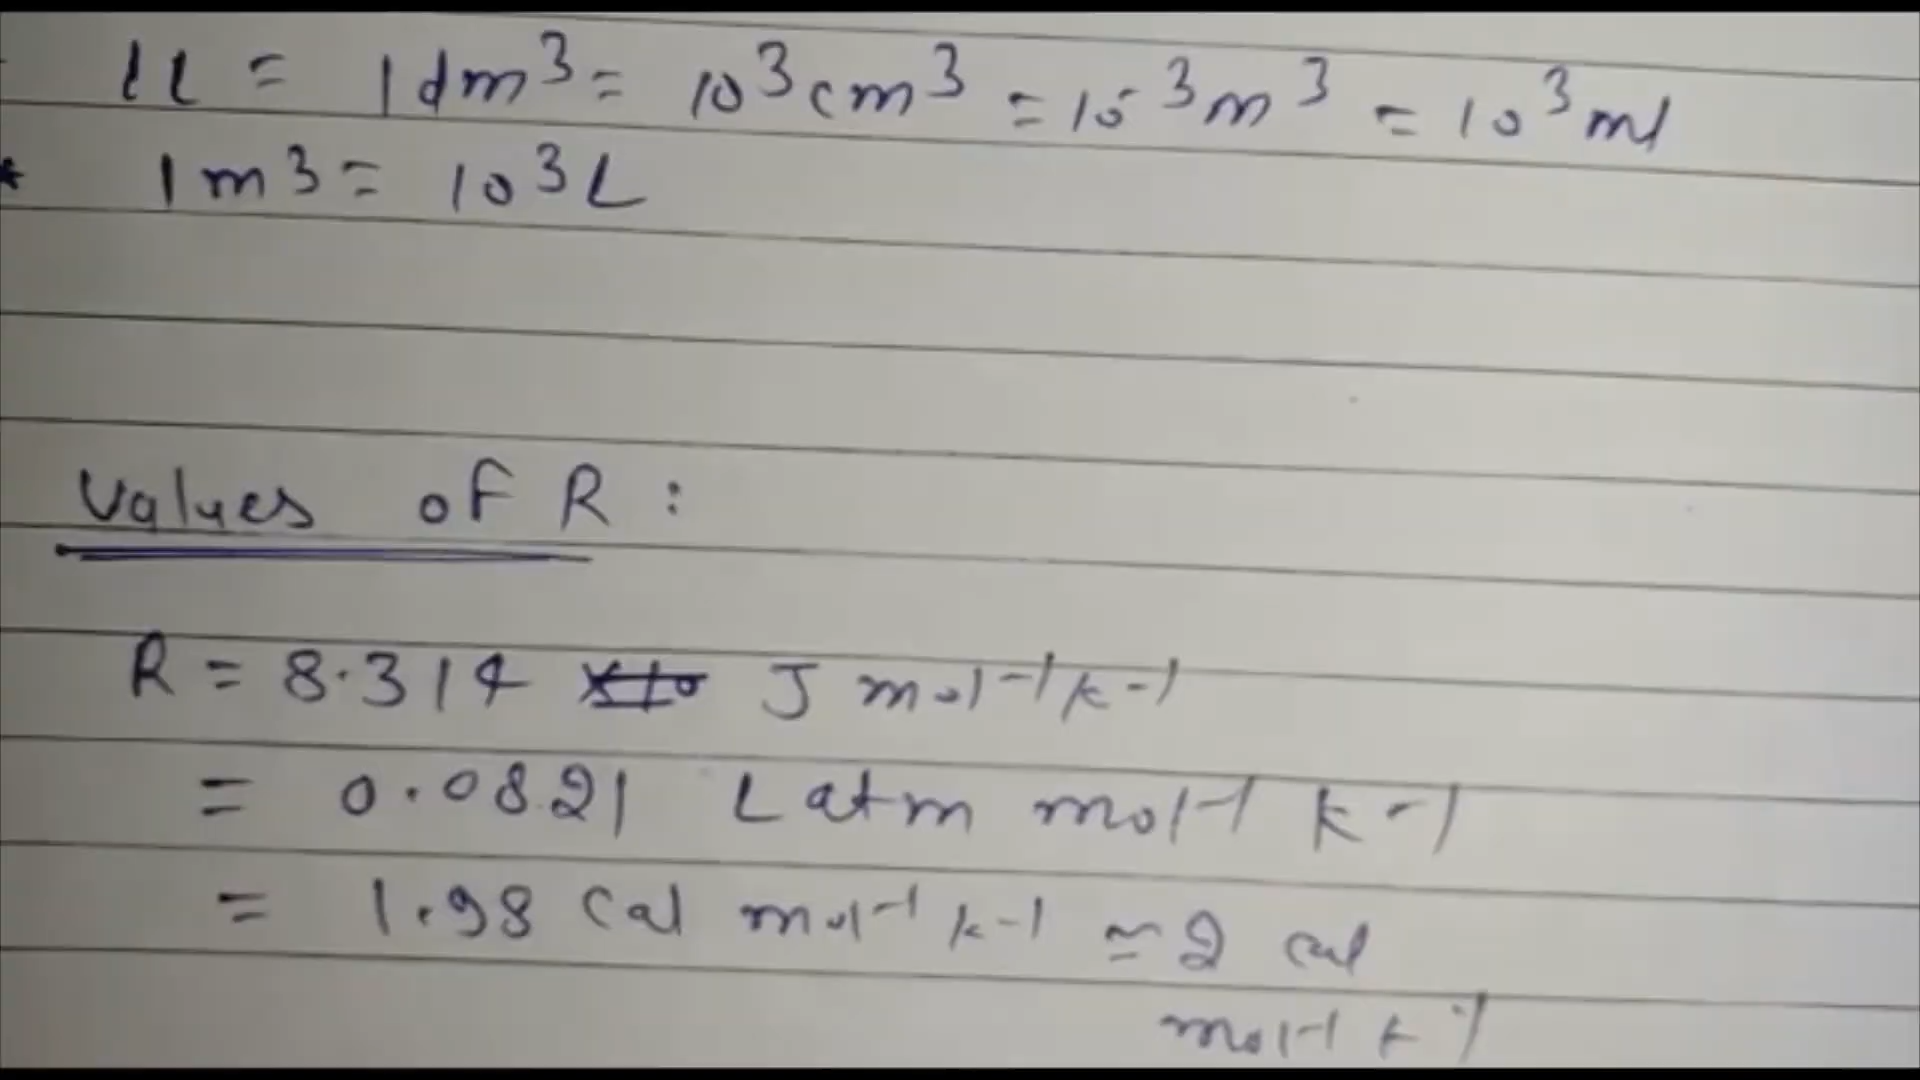 1L = 1dm³ = 10³cm³ = 10⁻³m³ = 10³ml
* 1m³ = 10³L
Values of R :
R = 8.314 J mol⁻¹k⁻¹
= 0.0821 L atm mol⁻¹ k⁻¹
= 1.98 Cal mol⁻¹ k⁻¹ ≃ 2 cal
mol⁻¹ k⁻¹